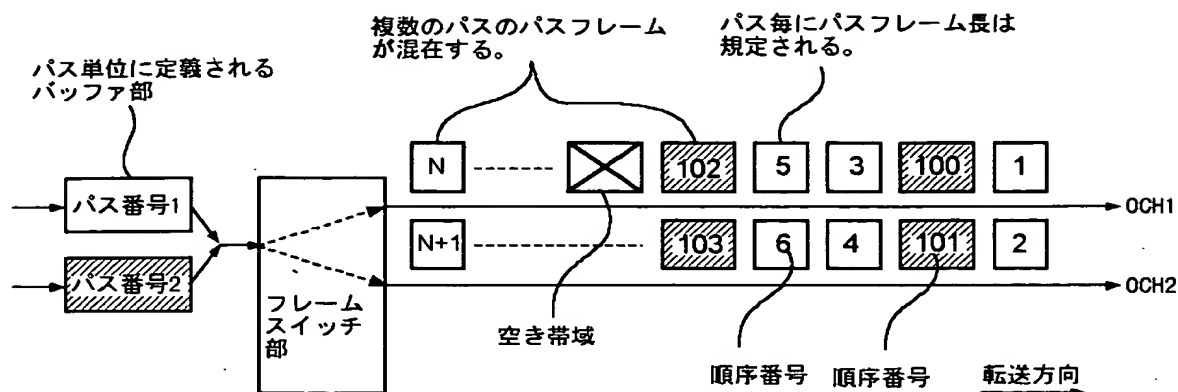 複数のパスのパスフレーム
が混在する。
パス毎にパスフレーム長は
規定される。
パス単位に定義される
バッファ部
N
102
5
3
100
1
パス番号1
OCH1
N+1
103
6
4
101
2
パス番号2
OCH2
フレーム
スイッチ
部
空き帯域
順序番号
順序番号
転送方向